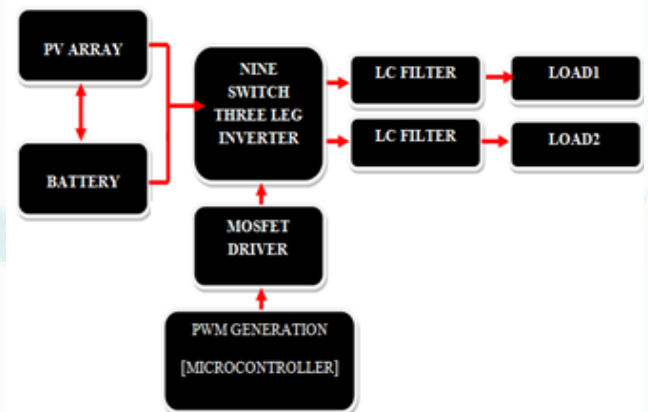 PV ARRAY
BATTERY
NINE
SWITCH
THREE LEG
INVERTER
LC FILTER
LOAD1
LC FILTER
LOAD2
MOSFET
DRIVER
PWM GENERATION
[MICROCONTROLLER]